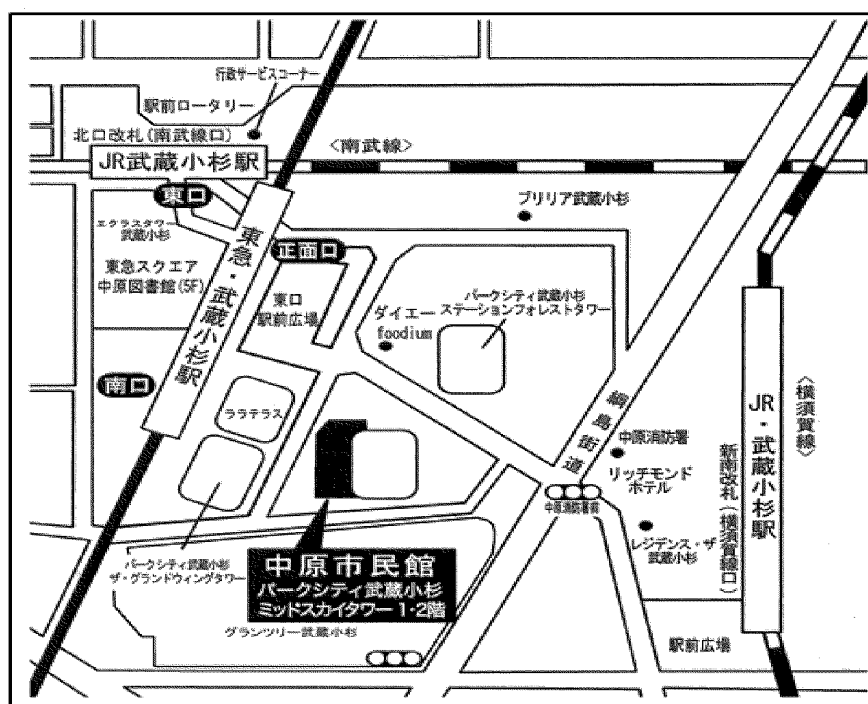 行政サービスコーナー
駅前ロータリー
北口改札(南武線口)
JR武蔵小杉駅
<南武線>
東口
エクラスタワー
武蔵小杉
東急スクエア
中原図書館(5F)
東急・武蔵小杉駅
正面口
東口
駅前広場
ブリリア武蔵小杉
ダイエー
foodium
パークシティ武蔵小杉
ステーションフォレストタワー
南口
ララテラス
綱島街道
中原消防署
リッチモンド
ホテル
中原消防署前
レジデンス・ザ
武蔵小杉
新南改札(横須賀線口)
JR・武蔵小杉駅
<横須賀線>
パークシティ武蔵小杉
ザ・グランドウィングタワー
中原市民館
パークシティ武蔵小杉
ミッドスカイタワー 1・2階
グランツリー武蔵小杉
駅前広場